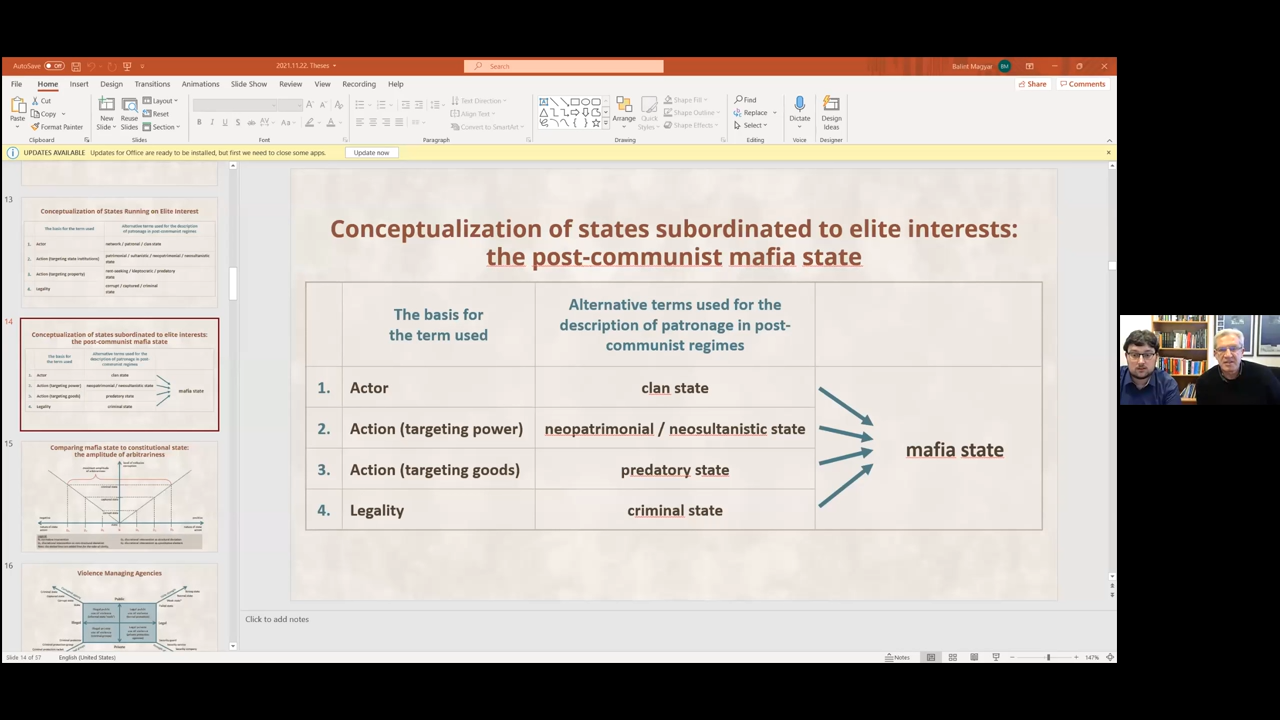 AutoSave Off
2021.11.22. Theses
Search
Balint Magyar BM
File Home Insert Draw Transitions Animations Slide Show Review View Recording Help
Share Comments
Paste
Cut
Copy
Format Painter
Clipboard
New Slide
Reuse Slides
Layout
Reset
Section
Slides
Font
Text Direction
Align Text
Convert to SmartArt
Paragraph
Arrange
Quick Styles
Shape Fill
Shape Outline
Shape Effects
Drawing
Find
Replace
Select
Editing
Dictate
Voice
Design Ideas
Designer
UPDATES AVAILABLE Updates for Office are ready to be installed, but first we need to close some apps. Update now
13
Conceptualization of States Running on Elite Interest
The basis for the term used
Alternative terms used for the description
of patronage in post-communist regimes
1. Actor network / patronal / clan state
2. Action (targeting state institutions) patrimonial / sultanistic / neopatrimonial / neosultanistic
state
3. Action (targeting property) rent-seeking / kleptocratic / predatory
state
4. Legality corrupt / captured / criminal
state
14
Conceptualization of states subordinated to elite interests:
the post-communist mafia state
The basis for
the term used
Alternative terms used for the
description of patronage in post-
communist regimes
1. Actor clan state
2. Action (targeting power) neopatrimonial / neosultanistic state
3. Action (targeting goods) predatory state
4. Legality criminal state
mafia state
15
Comparing mafia state to constitutional state:
the amplitude of arbitrariness
16
Violence Managing Agencies
Public
Illegal
Legal
Private
Conceptualization of states subordinated to elite interests:
the post-communist mafia state
The basis for
the term used
Alternative terms used for the
description of patronage in post-
communist regimes
1. Actor clan state
2. Action (targeting power) neopatrimonial / neosultanistic state
3. Action (targeting goods) predatory state
4. Legality criminal state
mafia state
Click to add notes
Slide 14 of 57 English (United States)
Notes
147%